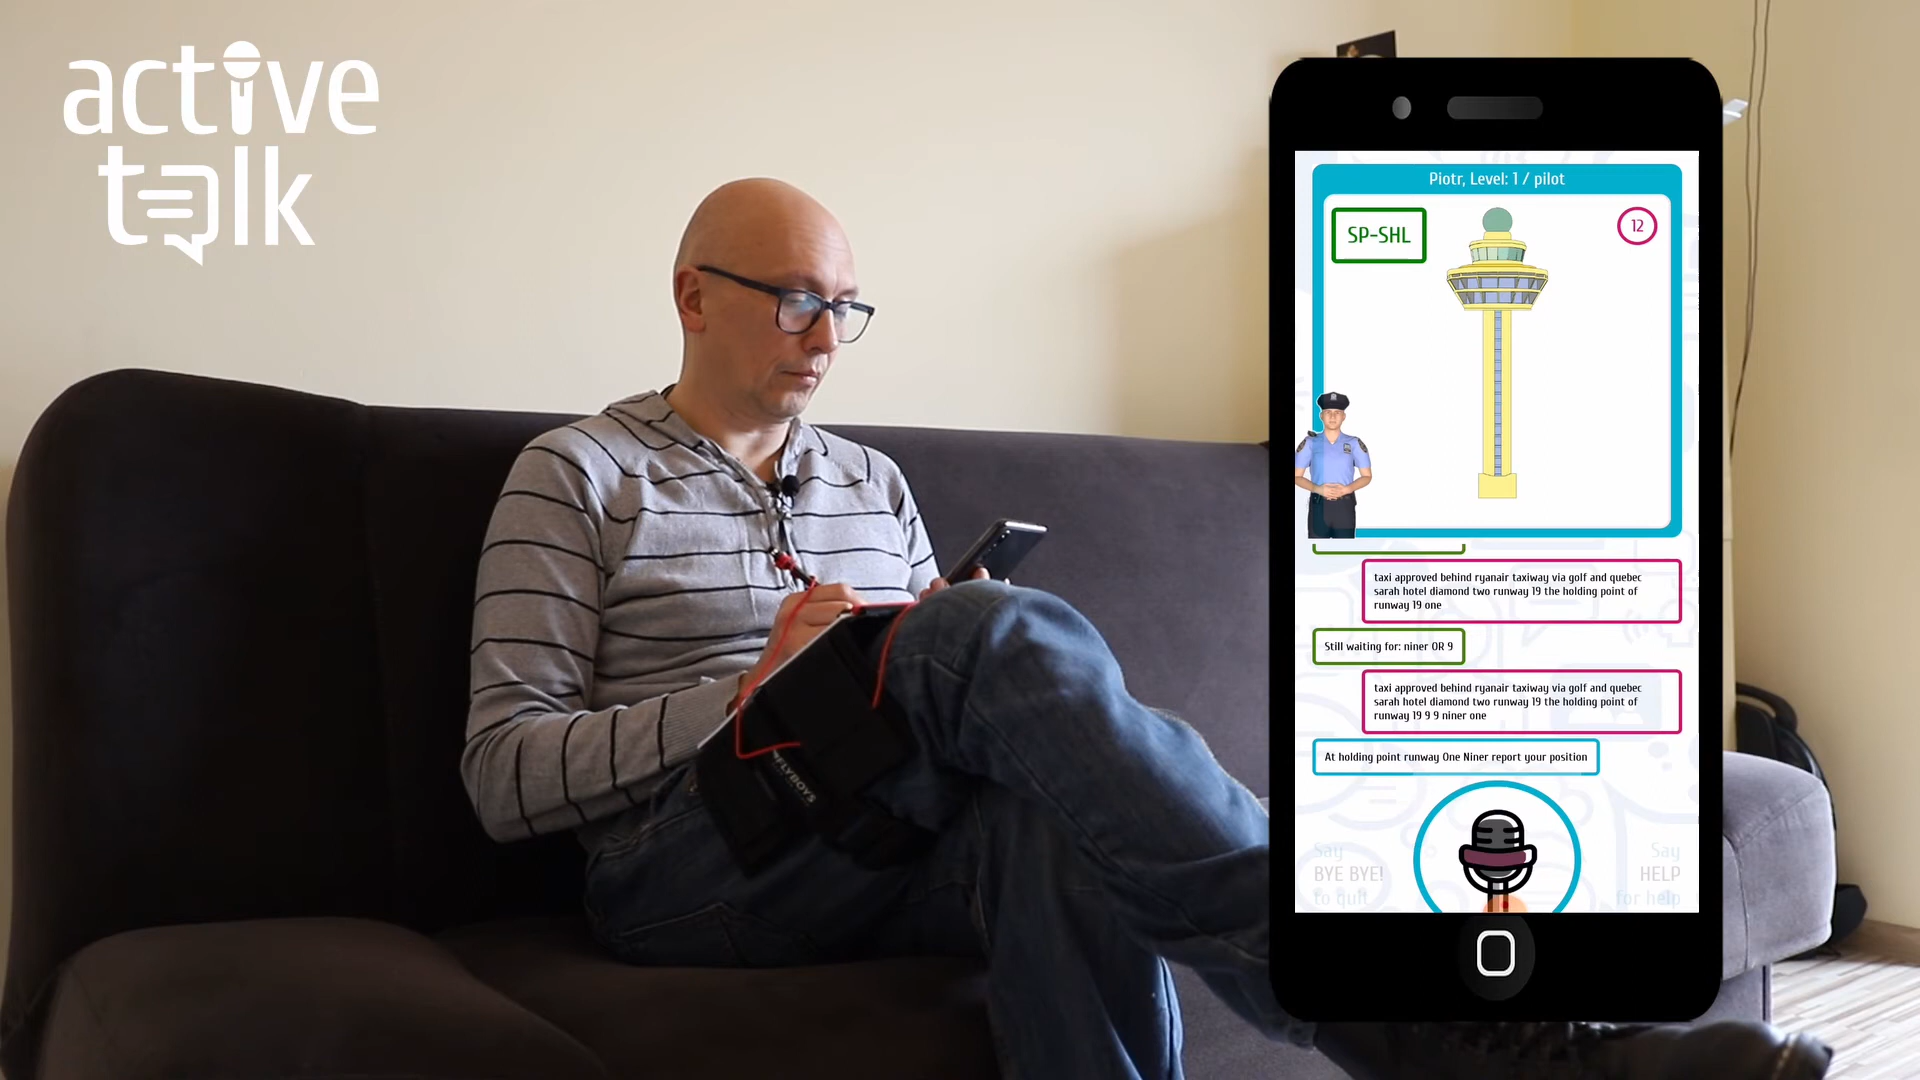 active
talk
Piotr, Level: 1 / pilot
SP-SHL
12
taxi approved behind ryanair taxiway via golf and quebec
sarah hotel diamond two runway 19 the holding point of
runway 19 one
Still waiting for: niner OR 9
taxi approved behind ryanair taxiway via golf and quebec
sarah hotel diamond two runway 19 the holding point of
runway 19 9 9 niner one
At holding point runway One Niner report your position
Say
BYE BYE!
to quit
Say
HELP
for help
FLYBOYS